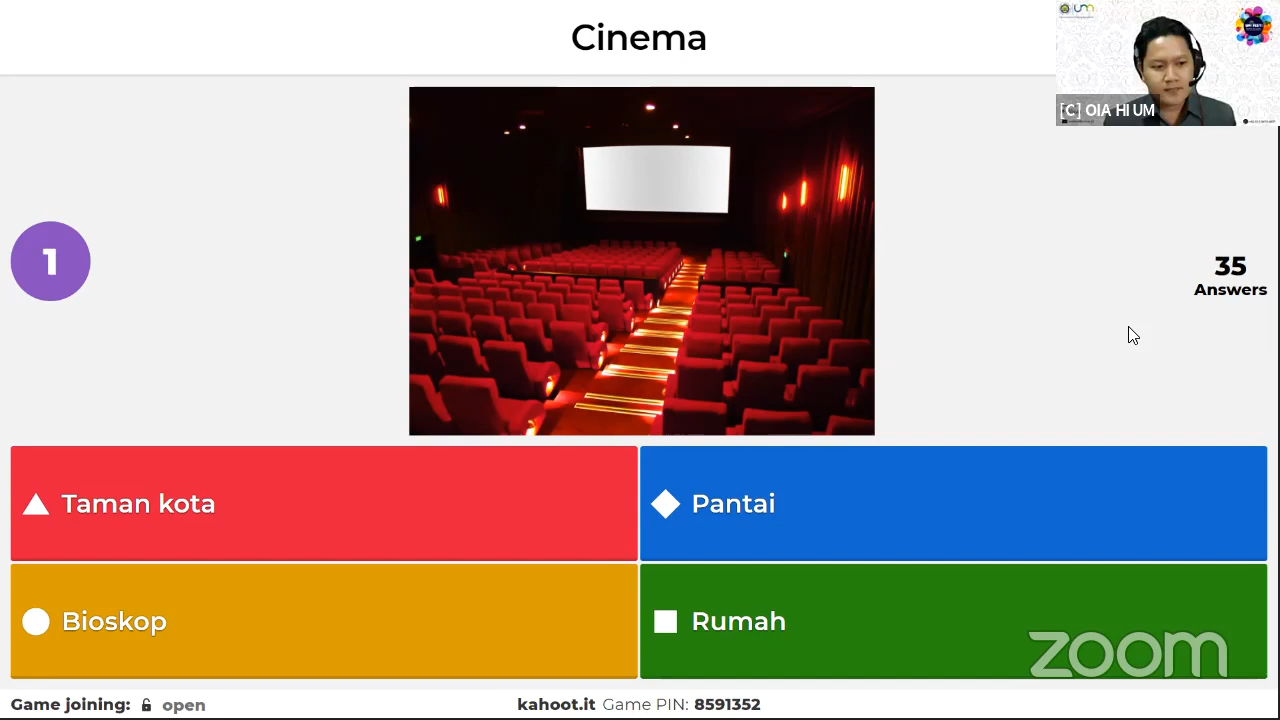 Cinema
[C] OIA HI UM
1
35
Answers
Taman kota
Pantai
Bioskop
Rumah
zoom
Game joining: open
kahoot.it Game PIN: 8591352